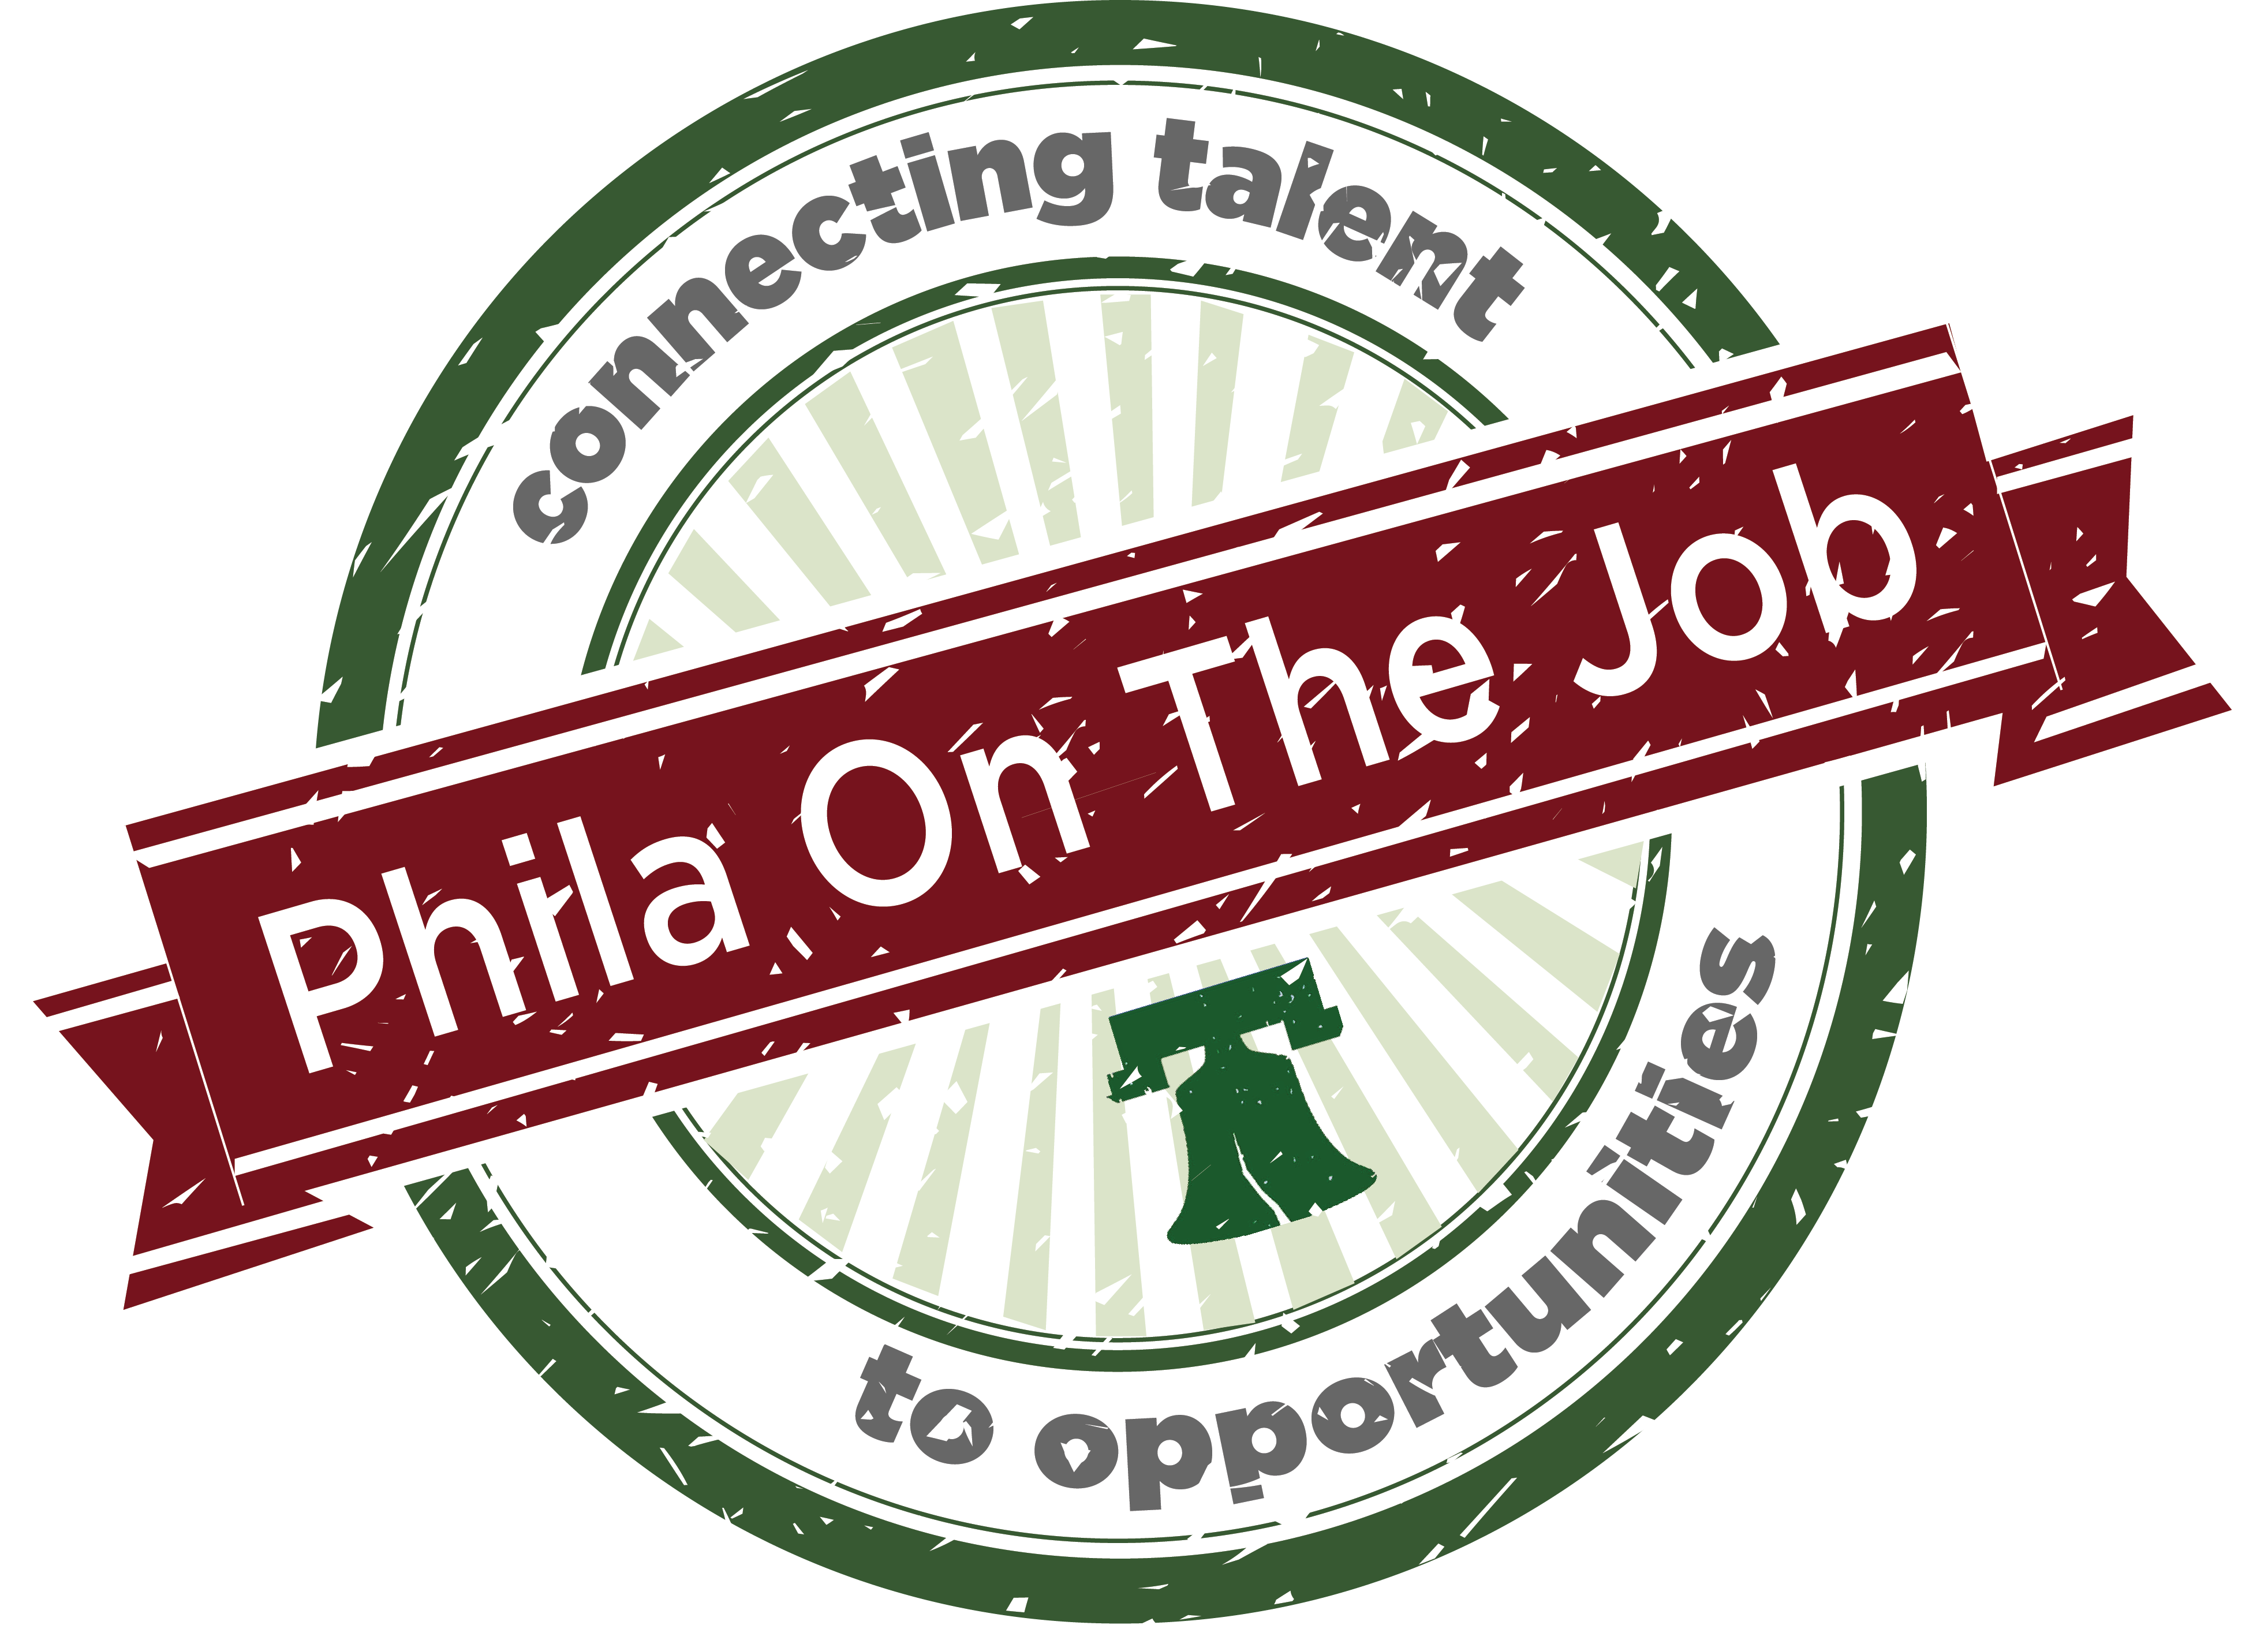 connecting talent
Phila On The Job
to opportunities